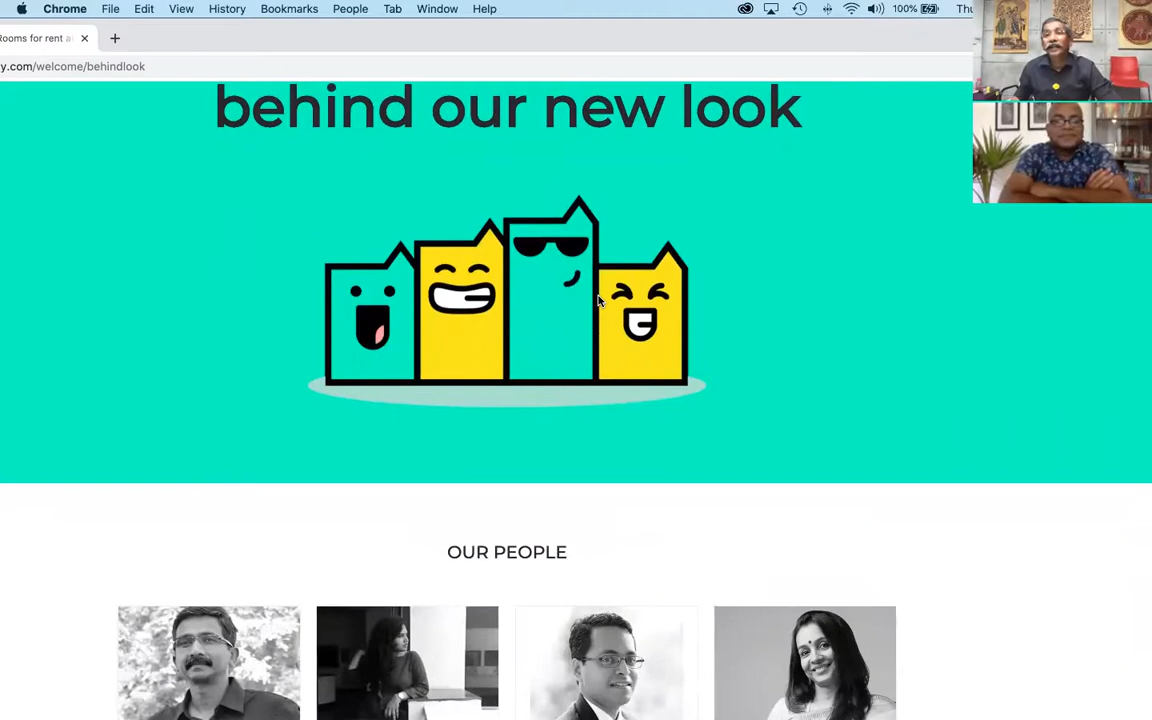 Chrome File Edit View History Bookmarks People Tab Window Help 100% Thu
Rooms for rent a
y.com/welcome/behindlook
behind our new look
OUR PEOPLE